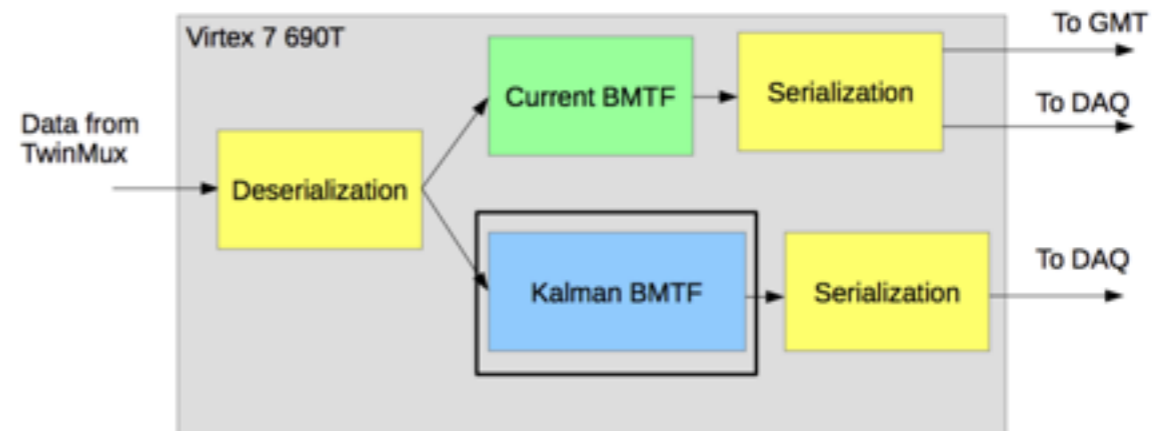 Virtex 7 690T
To GMT
Current BMTF
Serialization
To DAQ
Data from
TwinMux
Deserialization
Kalman BMTF
Serialization
To DAQ